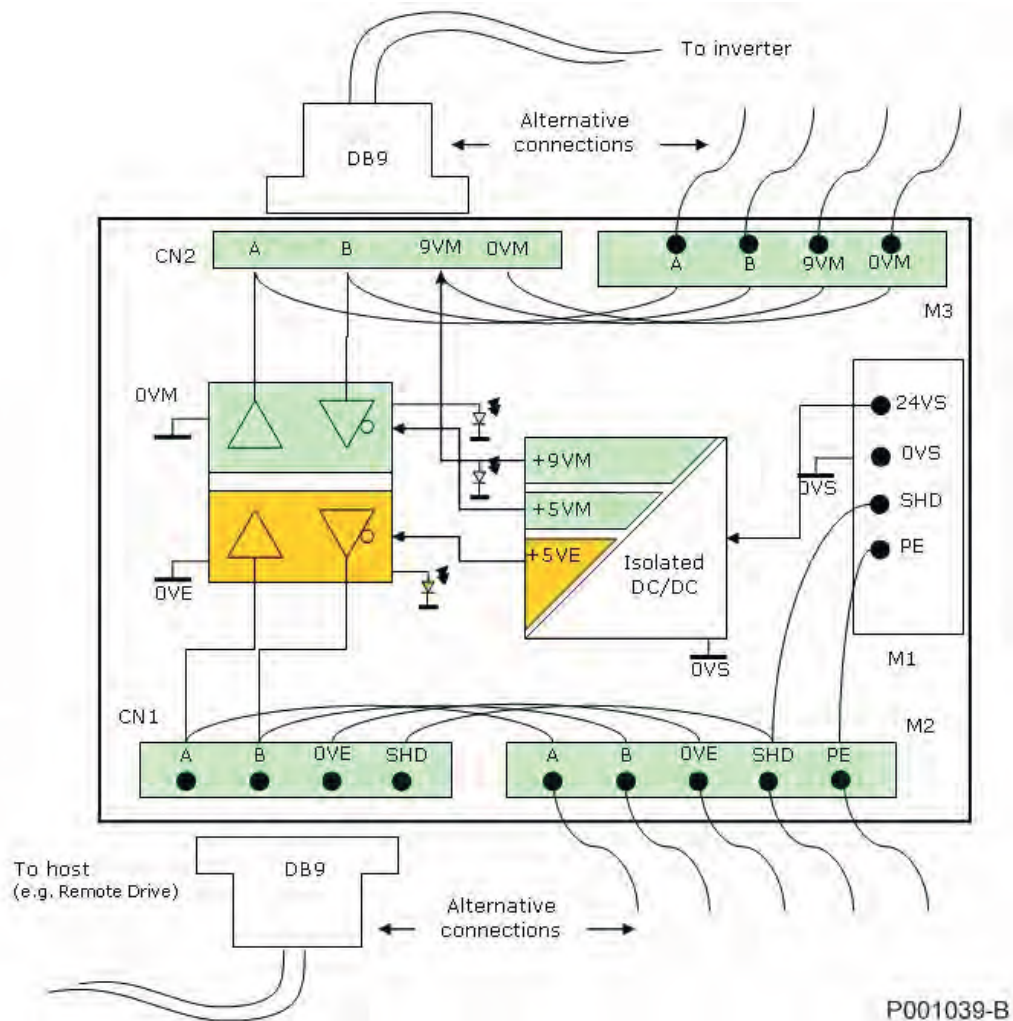 To inverter
Alternative
connections
DB9
CN2
A B 9VM 0VM
A B 9VM 0VM
M3
0VM
24VS
0VS
0VS
SHD
PE
+9VM
+5VM
+5VE
Isolated
DC/DC
0VE
0VS
M1
CN1
M2
A B 0VE SHD
A B 0VE SHD PE
To host
(e.g. Remote Drive)
DB9
Alternative
connections
P001039-B